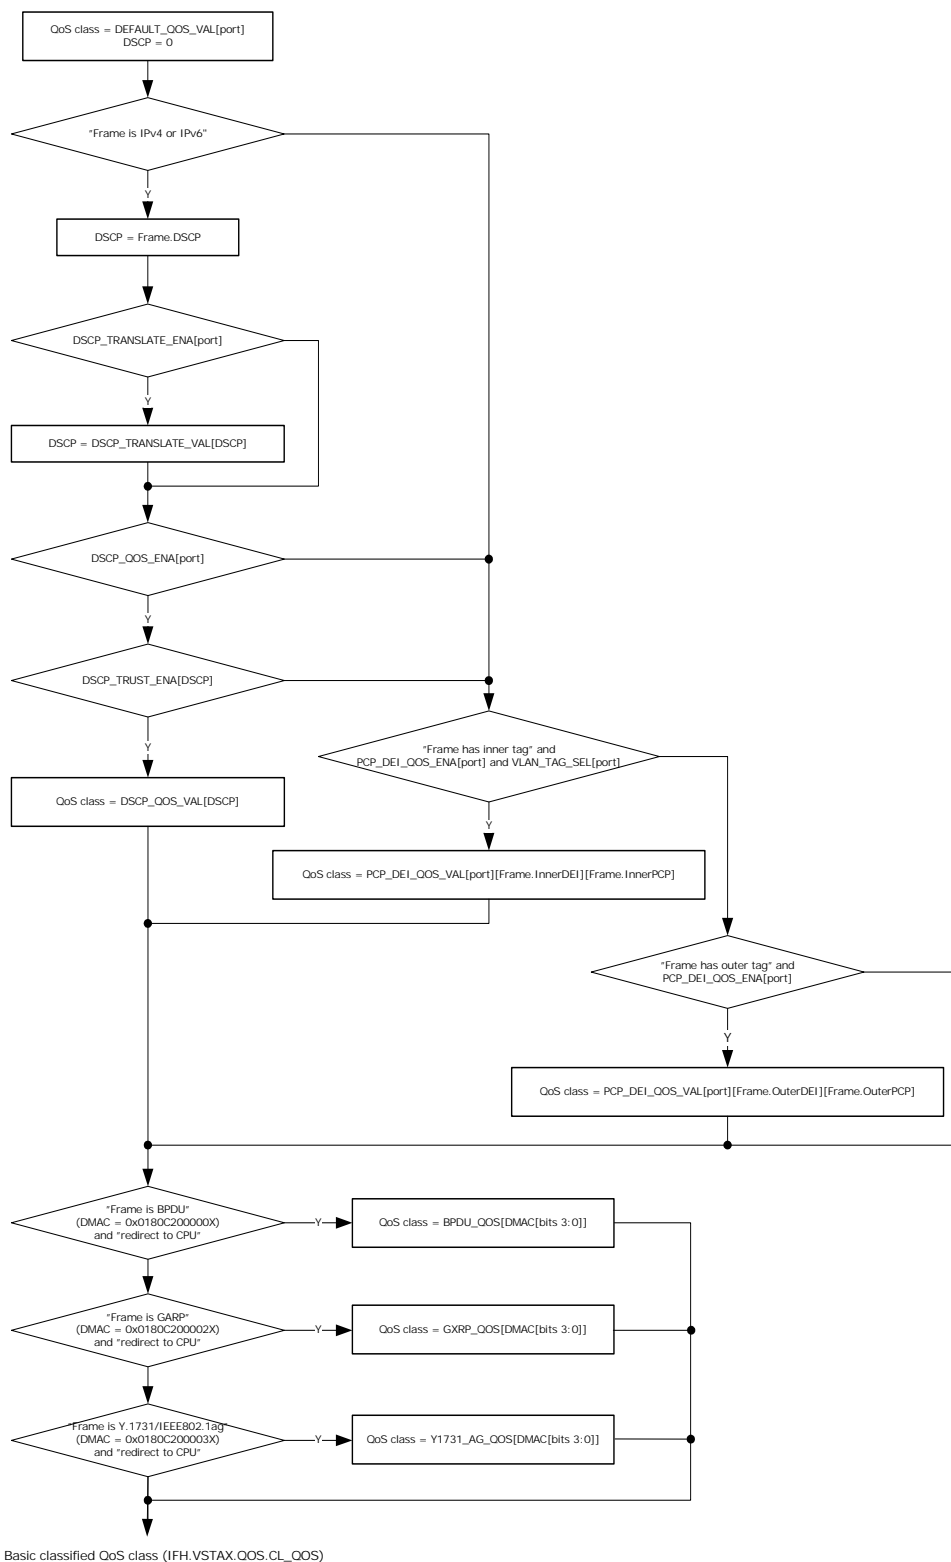 QoS class = DEFAULT_QOS_VAL[port]
DSCP = 0
"Frame is IPv4 or IPv6"
Y
DSCP = Frame.DSCP
DSCP_TRANSLATE_ENA[port]
Y
DSCP = DSCP_TRANSLATE_VAL[DSCP]
DSCP_QOS_ENA[port]
Y
DSCP_TRUST_ENA[DSCP]
Y
"Frame has inner tag" and
PCP_DEI_QOS_ENA[port] and VLAN_TAG_SEL[port]
QoS class = DSCP_QOS_VAL[DSCP]
Y
QoS class = PCP_DEI_QOS_VAL[port][Frame.InnerDEI][Frame.InnerPCP]
"Frame has outer tag" and
PCP_DEI_QOS_ENA[port]
Y
QoS class = PCP_DEI_QOS_VAL[port][Frame.OuterDEI][Frame.OuterPCP]
"Frame is BPDU"
(DMAC = 0x0180C200000X)
and "redirect to CPU"
Y
QoS class = BPDU_QOS[DMAC[bits 3:0]]
"Frame is GARP"
(DMAC = 0x0180C200002X)
and "redirect to CPU"
Y
QoS class = GXRP_QOS[DMAC[bits 3:0]]
"Frame is Y.1731/IEEE802.1ag"
(DMAC = 0x0180C200003X)
and "redirect to CPU"
Y
QoS class = Y1731_AG_QOS[DMAC[bits 3:0]]
Basic classified QoS class (IFH.VSTAX.QOS.CL_QOS)